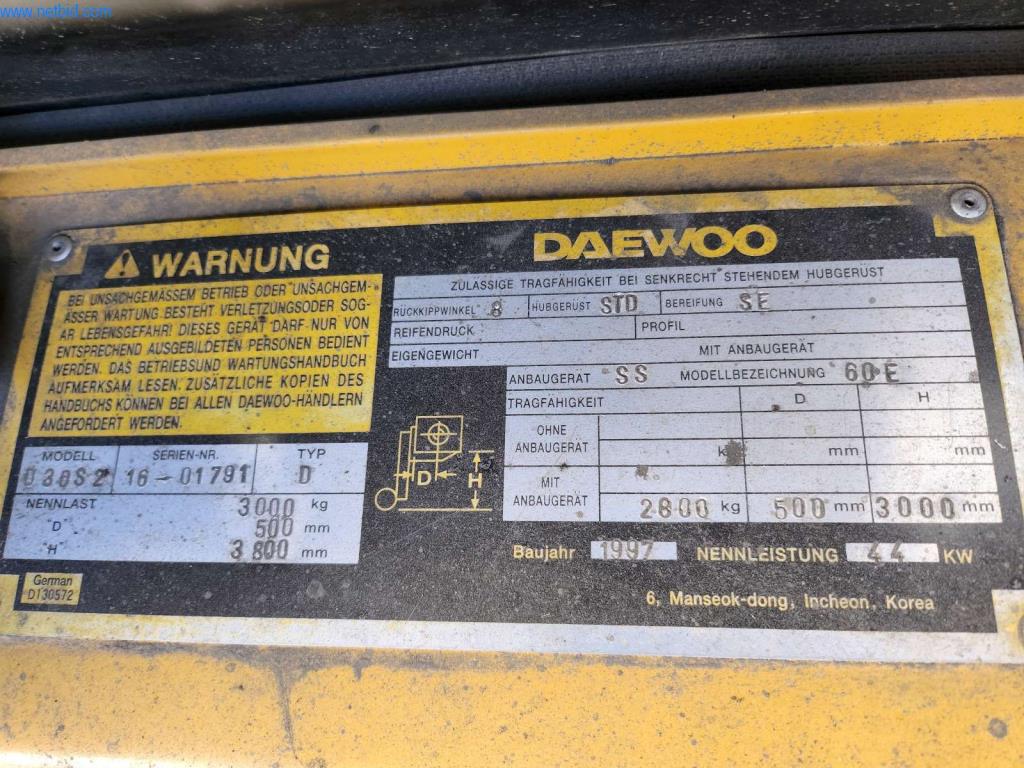 www.netbid.com
WARNUNG
BEI UNSACHGEMÄSSEM BETRIEB ODER UNSACHGEM-
ÄSSER WARTUNG BESTEHT VERLETZUNGSODER SOG-
AR LEBENSGEFAHR! DIESES GERÄT DARF NUR VON
ENTSPRECHEND AUSGEBILDETEN PERSONEN BEDIENT
WERDEN. DAS BETRIEBSUND WARTUNGSHANDBUCH
AUFMERKSAM LESEN. ZUSÄTZLICHE KOPIEN DES
HANDBUCHS KÖNNEN BEI ALLEN DAEWOO-HÄNDLERN
ANGEFORDERT WERDEN.
MODELL SERIEN-NR. TYP
D30S2 16-01791 D
NENNLAST 3000 kg
"D" 500 mm
"H" 3800 mm
German
D130572
DAEWOO
ZULÄSSIGE TRAGFÄHIGKEIT BEI SENKRECHT STEHENDEM HUBGERÜST
RÜCKKIPPWINKEL 8 HUBGERÜST STD BEREIFUNG SE
REIFENDRUCK PROFIL
EIGENGEWICHT MIT ANBAUGERÄT
ANBAUGERÄT SS MODELLBEZEICHNUNG 60E
TRAGFÄHIGKEIT D H
OHNE
ANBAUGERÄT kg mm mm
MIT
ANBAUGERÄT 2800 kg 500 mm 3000 mm
D H
Baujahr 1997 NENNLEISTUNG 44 KW
6, Manseok-dong, Incheon, Korea